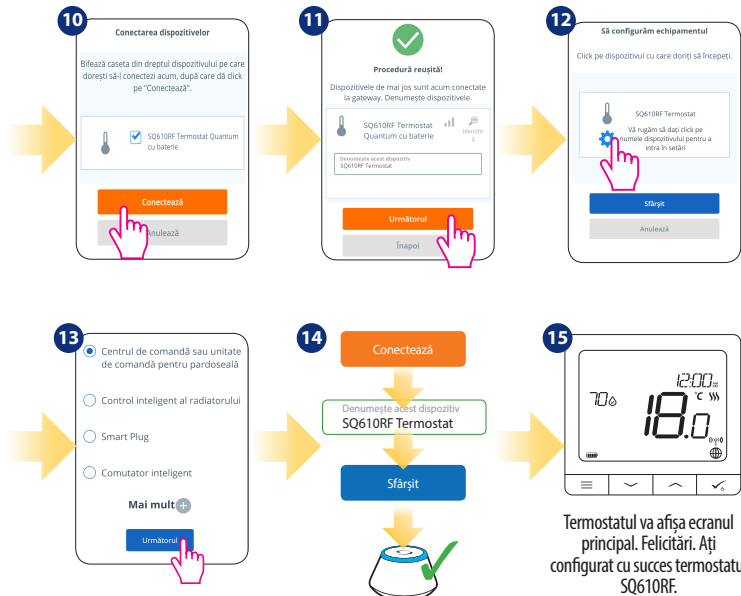 10
Conectarea dispozitivelor
Bifează caseta din dreptul dispozitivului pe care
dorești să-l conectezi acum, după care dă click
pe "Conectează".
SQ610RF Termostat Quantum
cu baterie
Conectează
Anulează
11
Procedură reușită!
Dispozitivele de mai jos sunt acum conectate
la gateway. Denumește dispozitivele.
SQ610RF Termostat
Quantum cu baterie
Identific
ă
Denumește acest dispozitiv
SQ610RF Termostat
Următorul
Înapoi
12
Să configurăm echipamentul
Click pe dispozitivul cu care doriți să începeți.
SQ610RF Termostat
Vă rugăm să dați click pe
numele dispozitivului pentru a
intra în setări
Sfârșit
Anulează
13
Centrul de comandă sau unitate
de comandă pentru pardoseală
Control inteligent al radiatorului
Smart Plug
Comutator inteligent
Mai mult
Următorul
14
Conectează
Denumește acest dispozitiv
SQ610RF Termostat
Sfârșit
15
12:00
°C
70
18.0
Termostatul va afișa ecranul
principal. Felicitări. Ați
configurat cu succes termostatu
SQ610RF.